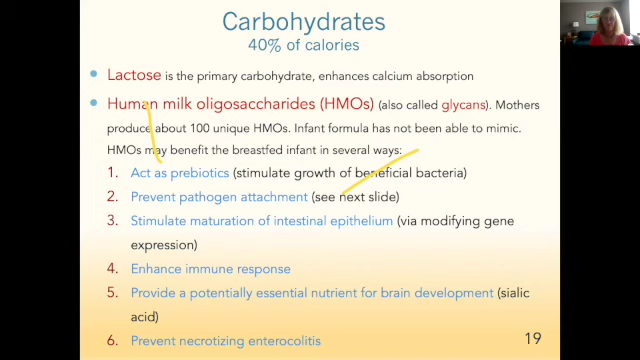 Carbohydrates
40% of calories
• Lactose is the primary carbohydrate, enhances calcium absorption
• Human milk oligosaccharides (HMOs) (also called glycans). Mothers
produce about 100 unique HMOs. Infant formula has not been able to mimic.
HMOs may benefit the breastfed infant in several ways:
1. Act as prebiotics (stimulate growth of beneficial bacteria)
2. Prevent pathogen attachment (see next slide)
3. Stimulate maturation of intestinal epithelium (via modifying gene
expression)
4. Enhance immune response
5. Provide a potentially essential nutrient for brain development (sialic
acid)
6. Prevent necrotizing enterocolitis
19